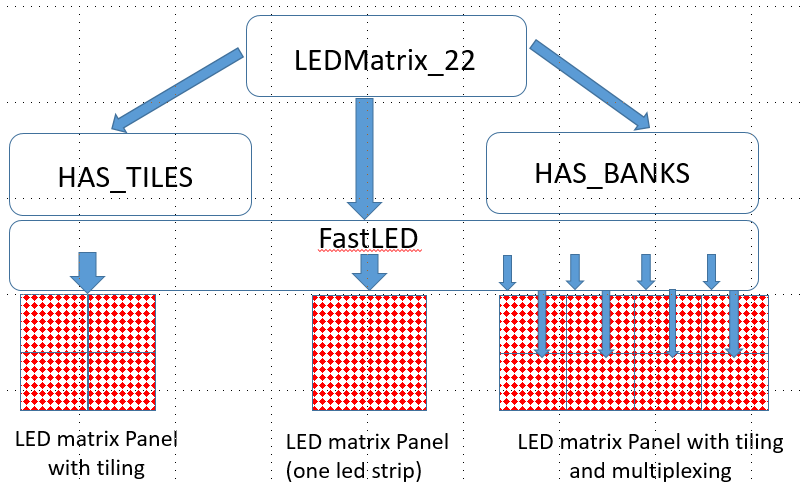 LEDMatrix_22
HAS_TILES
HAS_BANKS
FastLED
LED matrix Panel
with tiling
LED matrix Panel
(one led strip)
LED matrix Panel with tiling
and multiplexing